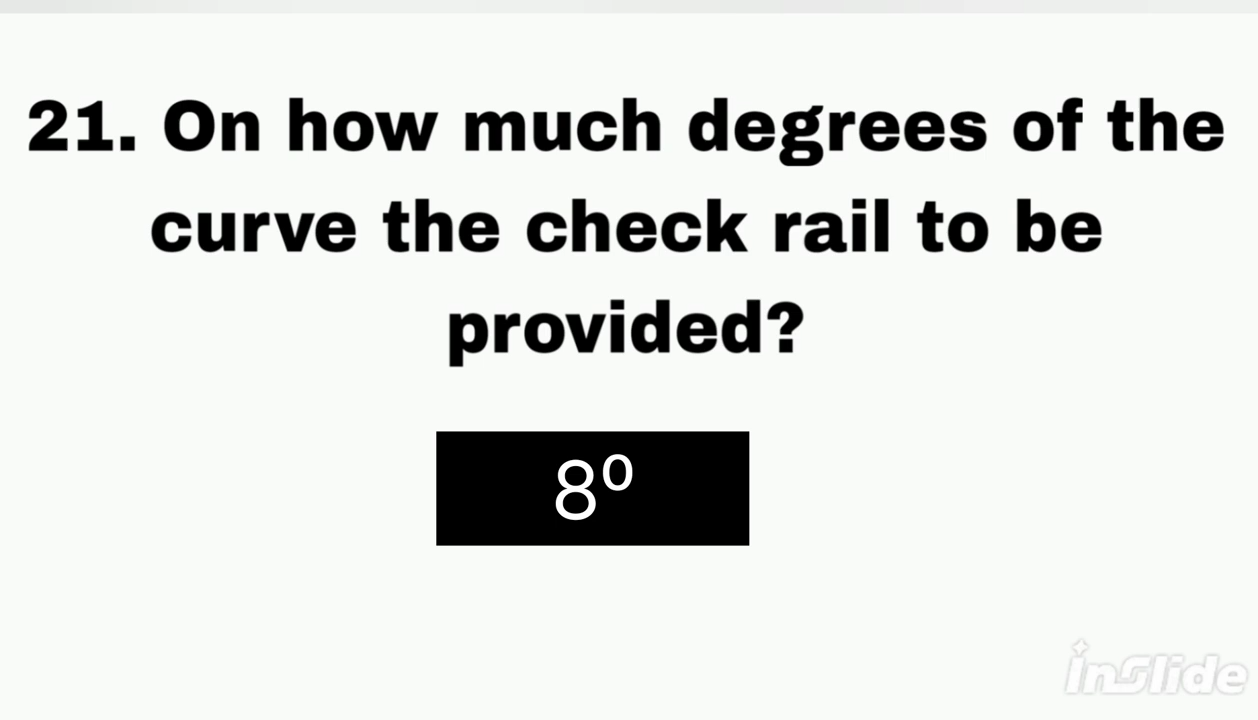 21. On how much degrees of the
curve the check rail to be
provided?
8⁰
inSlide